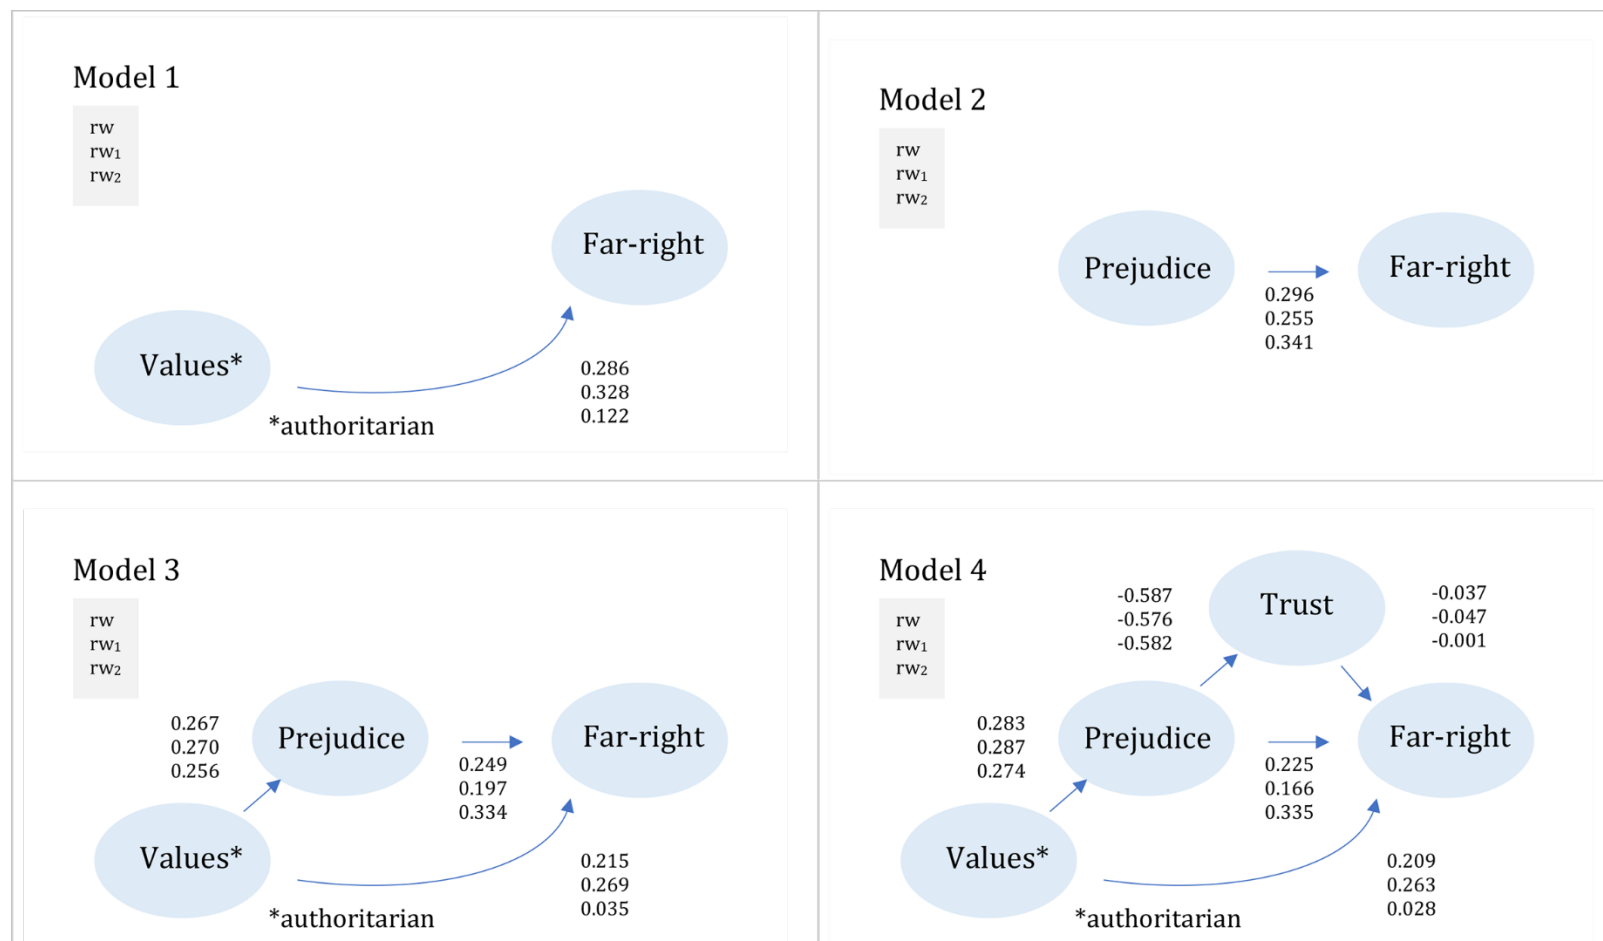 Model 1
rw
rw₁
rw₂
Far-right
Values*
0.286
0.328
0.122
*authoritarian
Model 2
rw
rw₁
rw₂
Prejudice
Far-right
0.296
0.255
0.341
Model 3
rw
rw₁
rw₂
0.267
0.270
0.256
Prejudice
Far-right
0.249
0.197
0.334
Values*
0.215
0.269
0.035
*authoritarian
Model 4
rw
rw₁
rw₂
-0.587
-0.576
-0.582
Trust
-0.037
-0.047
-0.001
0.283
0.287
0.274
Prejudice
Far-right
0.225
0.166
0.335
Values*
0.209
0.263
0.028
*authoritarian